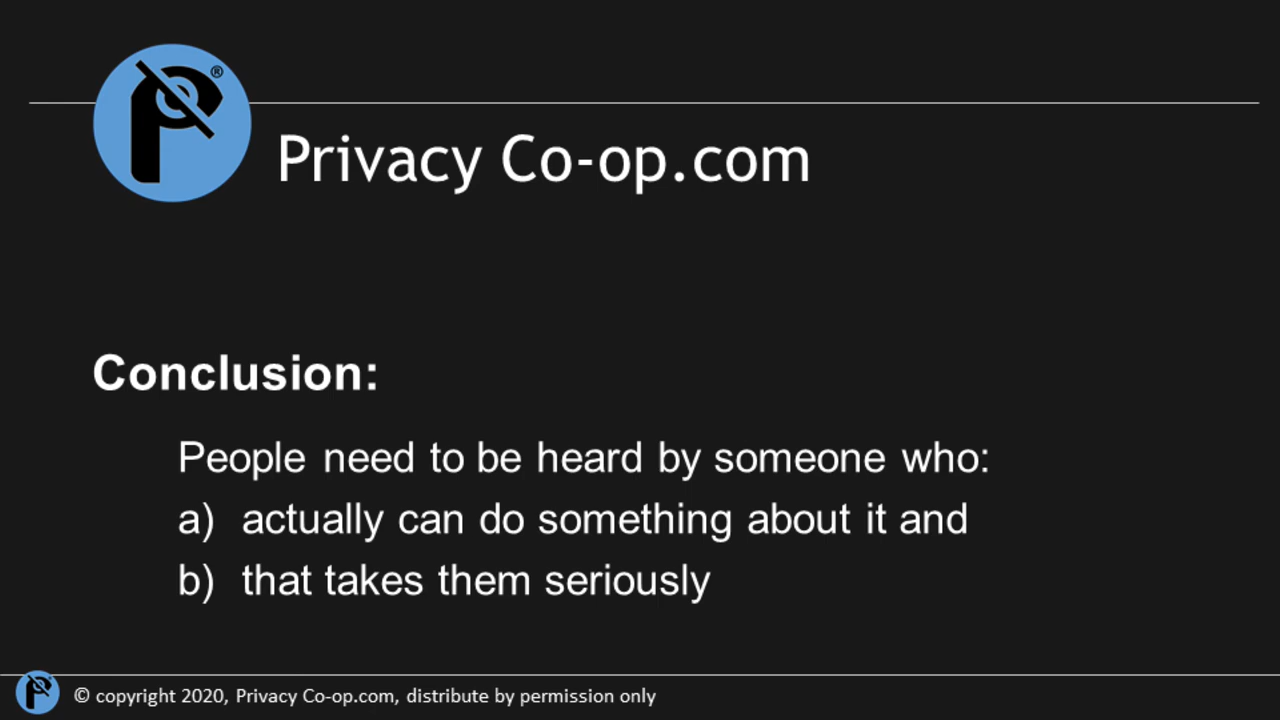 ®
Privacy Co-op.com
Conclusion:
People need to be heard by someone who:
a) actually can do something about it and
b) that takes them seriously
© copyright 2020, Privacy Co-op.com, distribute by permission only